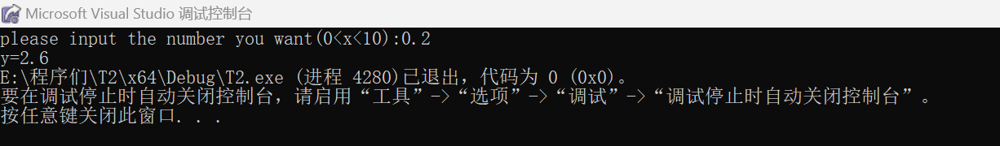 Microsoft Visual Studio 调试控制台
please input the number you want(0<x<10):0.2
y=2.6
E:\程序们\T2\x64\Debug\T2.exe (进程 4280)已退出，代码为 0 (0x0)。
要在调试停止时自动关闭控制台，请启用“工具”->“选项”->“调试”->“调试停止时自动关闭控制台”。
按任意键关闭此窗口. . .